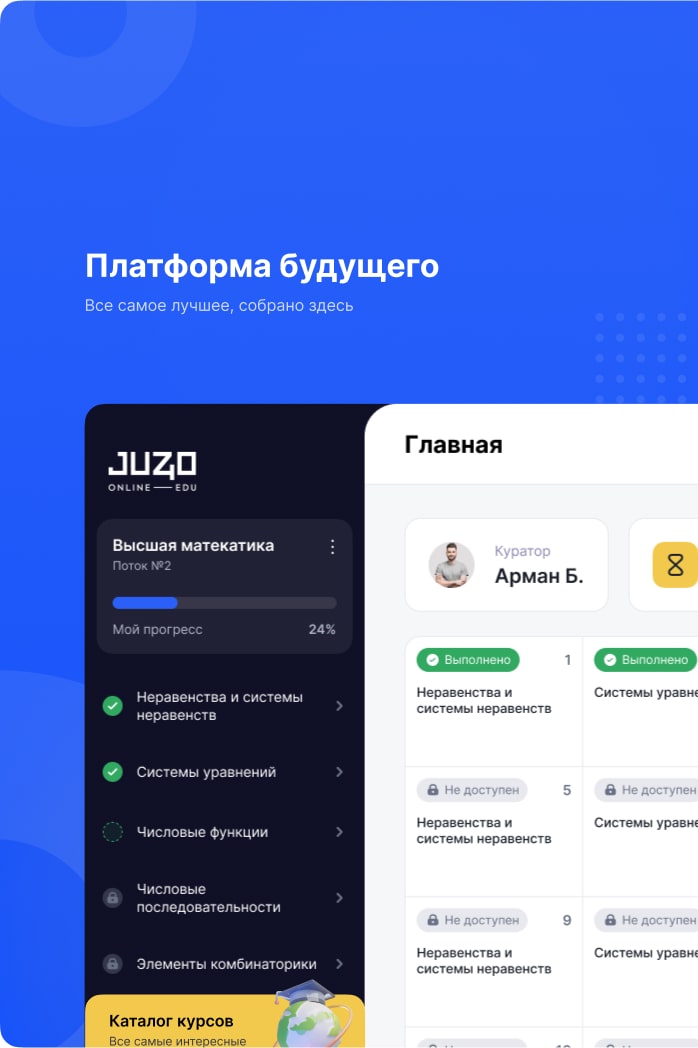 Платформа будущего
Все самое лучшее, собрано здесь
JUZO
ONLINE — EDU
Высшая матекатика
Поток №2
Мой прогресс 24%
Неравенства и системы
неравенств
Системы уравнений
Числовые функции
Числовые
последовательности
Элементы комбинаторики
Каталог курсов
Все самые интересные
Главная
Куратор
Арман Б.
Выполнено 1
Неравенства и
системы неравенств
Выполнено
Системы уравне
Не доступен 5
Неравенства и
системы неравенств
Не доступен
Системы уравне
Не доступен 9
Неравенства и
системы неравенств
Не доступен
Системы уравне